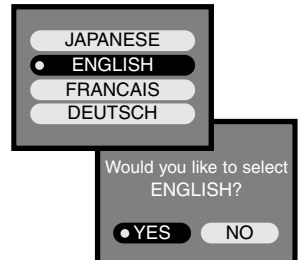 JAPANESE
ENGLISH
FRANCAIS
DEUTSCH
Would you like to select
ENGLISH?
YES NO